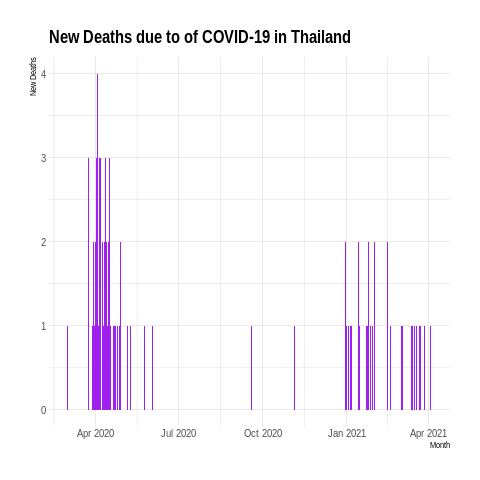 New Deaths due to of COVID-19 in Thailand
New Deaths
4
3
2
1
0
Apr 2020 Jul 2020 Oct 2020 Jan 2021 Apr 2021
Month